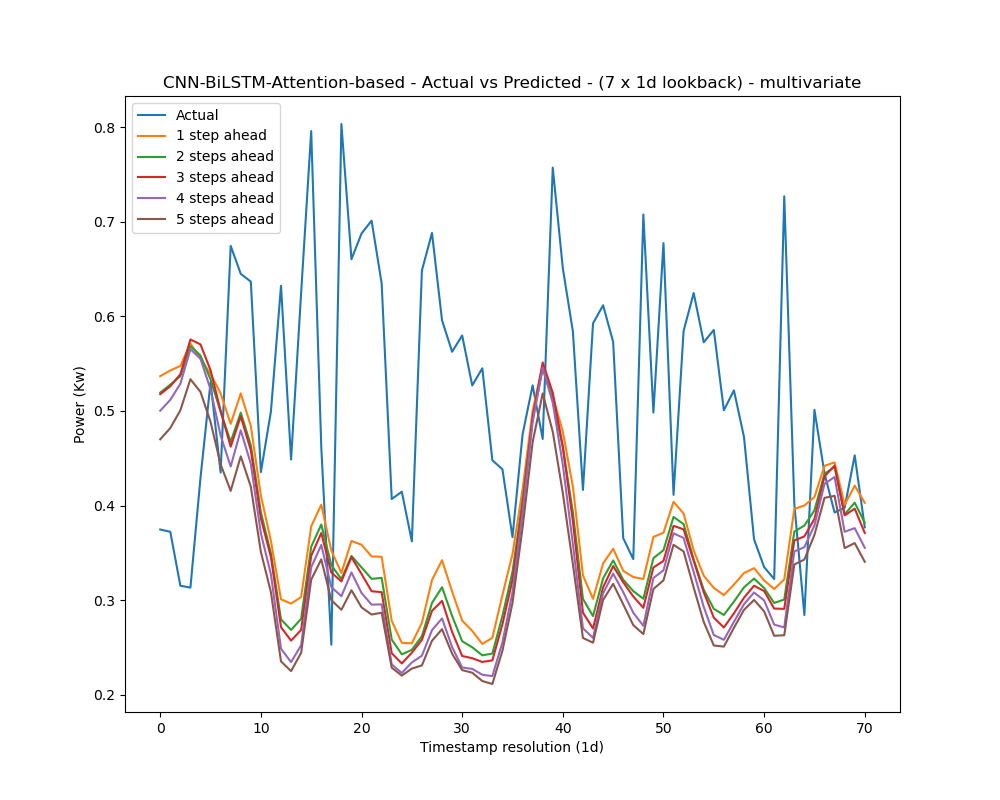 CNN-BiLSTM-Attention-based - Actual vs Predicted - (7 x 1d lookback) - multivariate
Actual
1 step ahead
2 steps ahead
3 steps ahead
4 steps ahead
5 steps ahead
0.8
0.7
0.6
0.5
0.4
0.3
0.2
Power (Kw)
0 10 20 30 40 50 60 70
Timestamp resolution (1d)